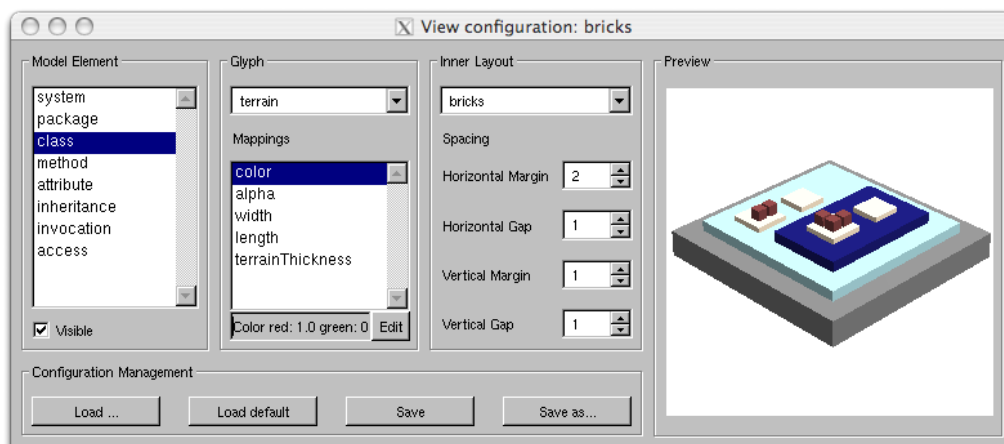 View configuration: bricks
Model Element
system
package
class
method
attribute
inheritance
invocation
access
Visible
Glyph
terrain
Mappings
color
alpha
width
length
terrainThickness
Color red: 1.0 green: 0 Edit
Inner Layout
bricks
Spacing
Horizontal Margin 2
Horizontal Gap 1
Vertical Margin 1
Vertical Gap 1
Preview
Configuration Management
Load ... Load default Save Save as...